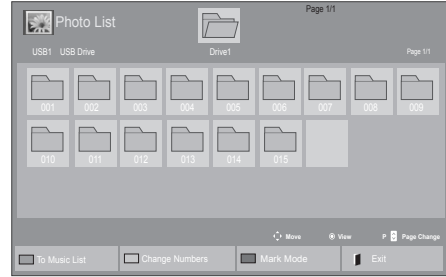 Page 1/1
Photo List
USB1 USB Drive Drive1 Page 1/1
001 002 003 004 005 006 007 008 009
010 011 012 013 014 015
Move View P Page Change
To Music List Change Numbers Mark Mode Exit